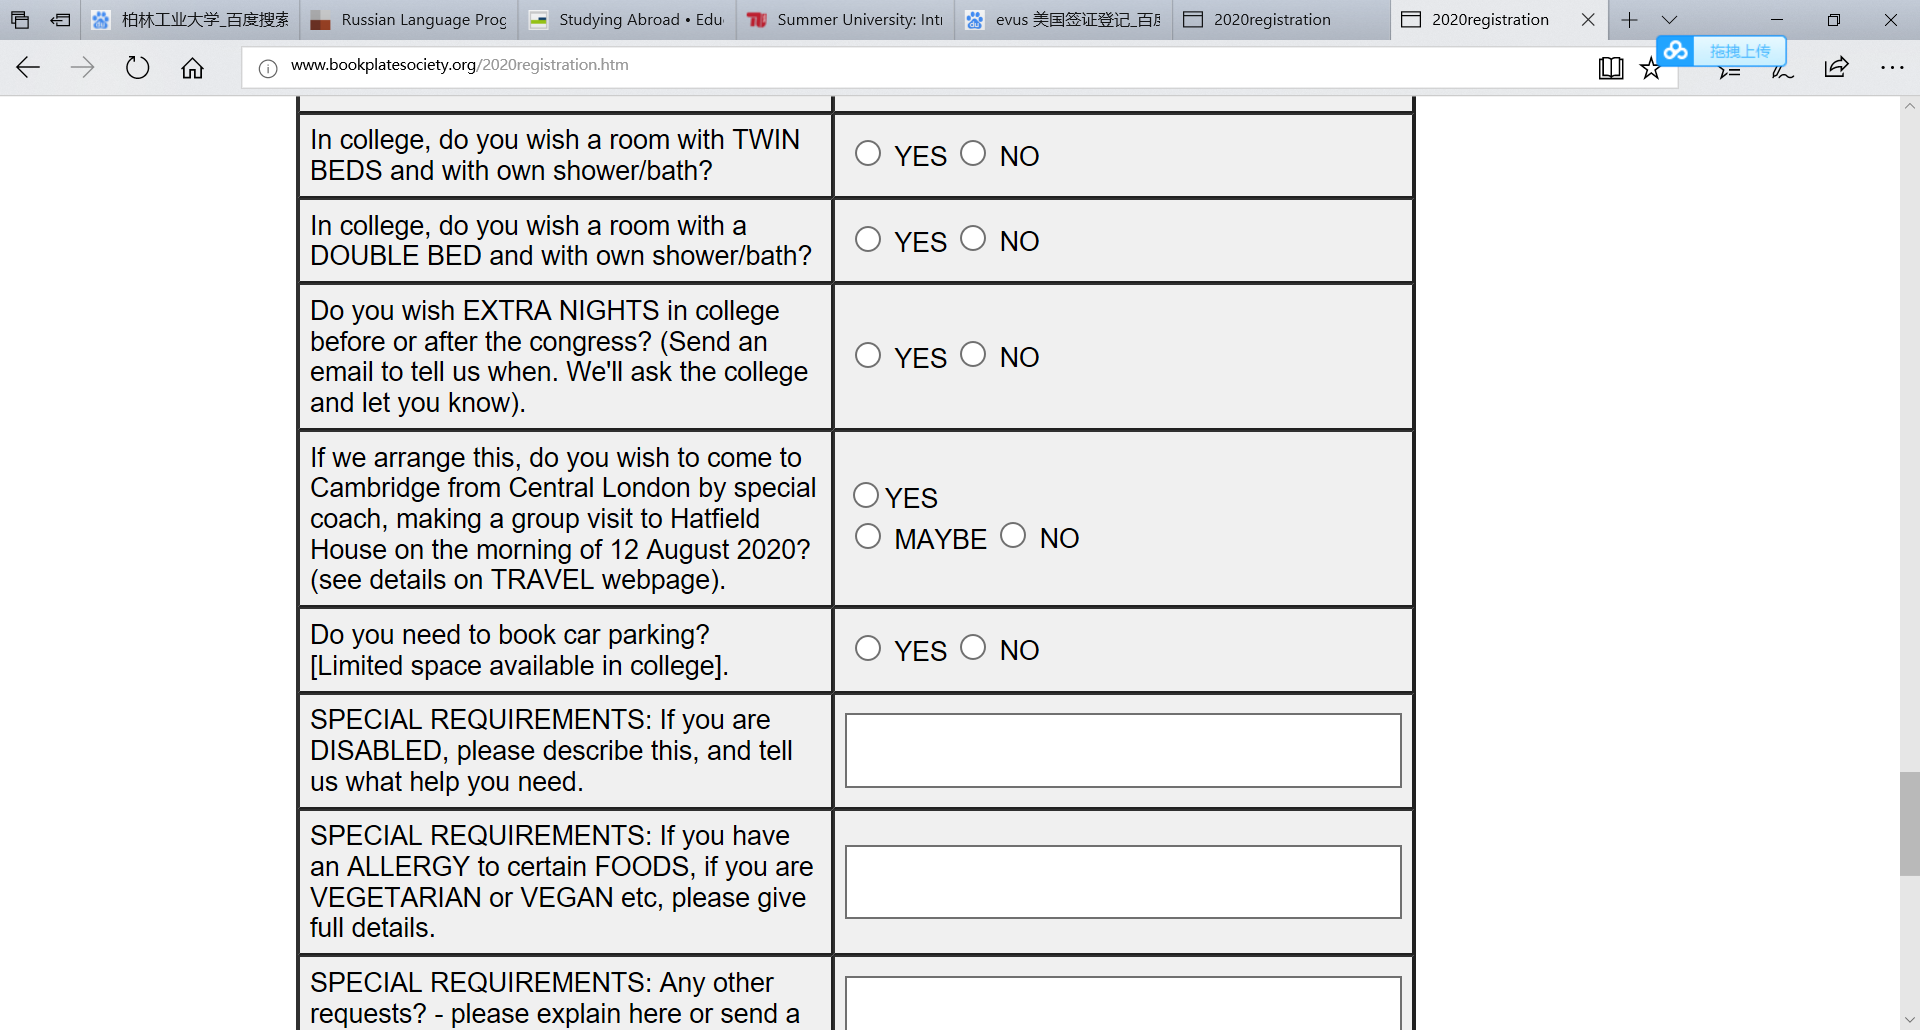 柏林工业大学_百度搜索
Russian Language Prog
Studying Abroad • Edu
Summer University: Int
evus 美国签证登记_百度
2020registration
2020registration
www.bookplatesociety.org/2020registration.htm
拖拽上传
In college, do you wish a room with TWIN
BEDS and with own shower/bath?
YES NO
In college, do you wish a room with a
DOUBLE BED and with own shower/bath?
YES NO
Do you wish EXTRA NIGHTS in college
before or after the congress? (Send an
email to tell us when. We'll ask the college
and let you know).
YES NO
If we arrange this, do you wish to come to
Cambridge from Central London by special
coach, making a group visit to Hatfield
House on the morning of 12 August 2020?
(see details on TRAVEL webpage).
YES
MAYBE NO
Do you need to book car parking?
[Limited space available in college].
YES NO
SPECIAL REQUIREMENTS: If you are
DISABLED, please describe this, and tell
us what help you need.
SPECIAL REQUIREMENTS: If you have
an ALLERGY to certain FOODS, if you are
VEGETARIAN or VEGAN etc, please give
full details.
SPECIAL REQUIREMENTS: Any other
requests? - please explain here or send a